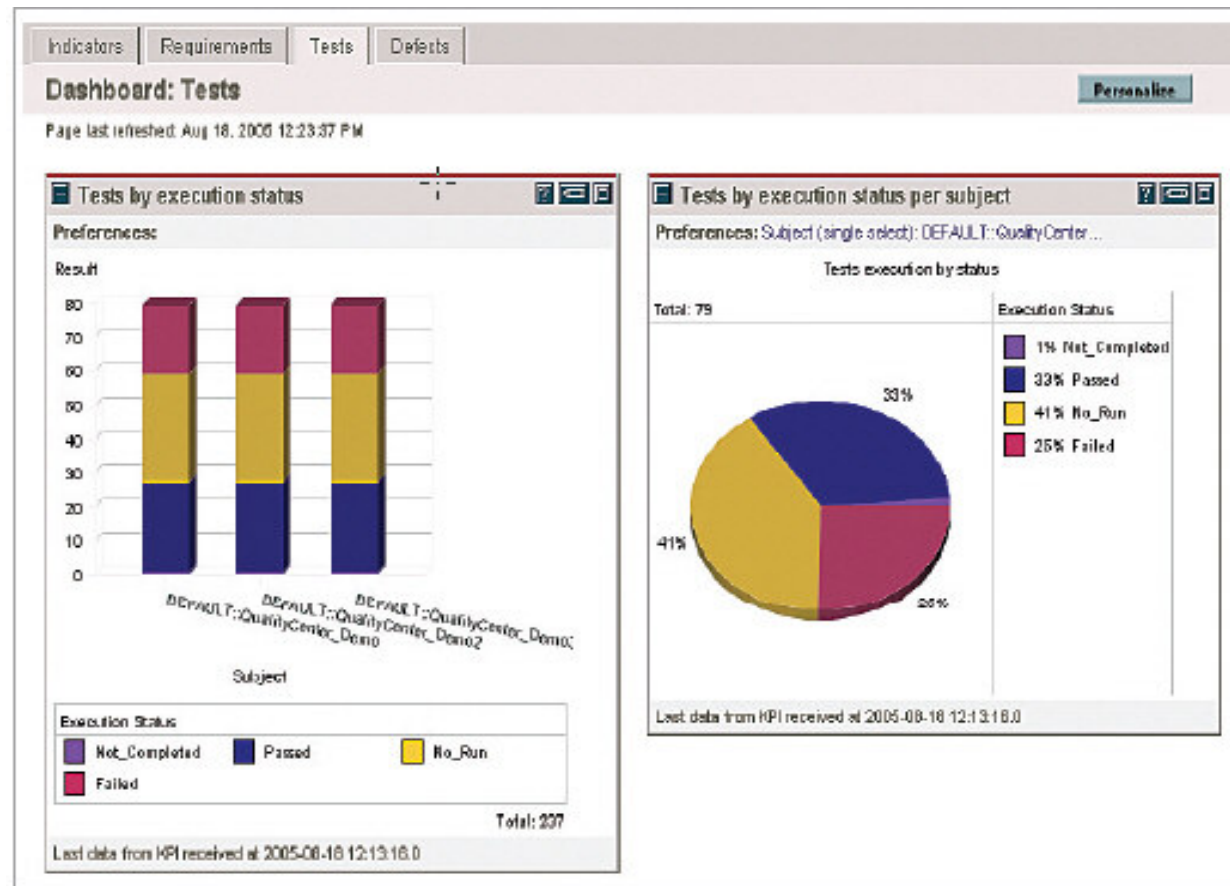 Indicators Requirements Tests Defects
Dashboard: Tests
Personalize
Page last refreshed: Aug 18, 2005 12:23:37 PM
Tests by execution status
Preferences:
Result
80
70
60
50
40
30
20
10
0
DEFAULT::QualityCenter_Demo
DEFAULT::QualityCenter_Demo2
DEFAULT::QualityCenter_Demo
Subject
Execution Status
Not_Completed Passed No_Run
Failed
Total: 237
Last data from KPI received at 2005-08-18 12:13:18.0
Tests by execution status per subject
Preferences: Subject (single select): DEFAULT::QualityCenter...
Tests execution by status
Total: 79
Execution Status
1% Not_Completed
33% Passed
41% No_Run
25% Failed
33%
41%
25%
Last data from KPI received at 2005-08-18 12:13:18.0